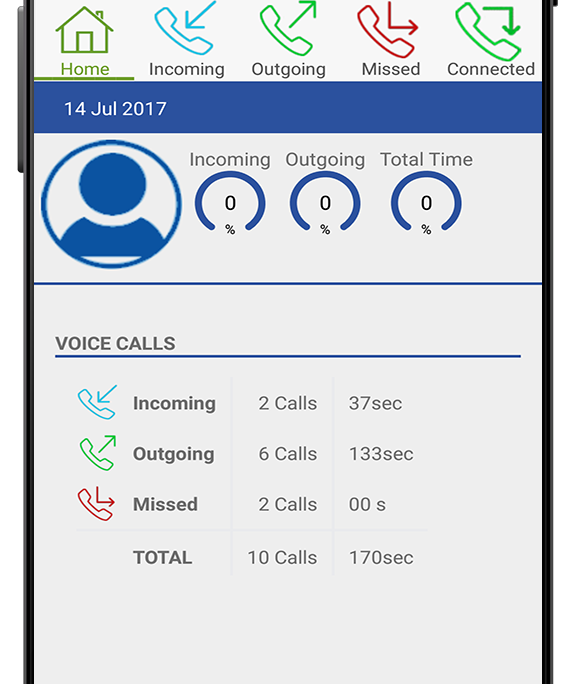 Home Incoming Outgoing Missed Connected
14 Jul 2017
Incoming Outgoing Total Time
0 0 0
% % %
VOICE CALLS
Incoming 2 Calls 37sec
Outgoing 6 Calls 133sec
Missed 2 Calls 00 s
TOTAL 10 Calls 170sec